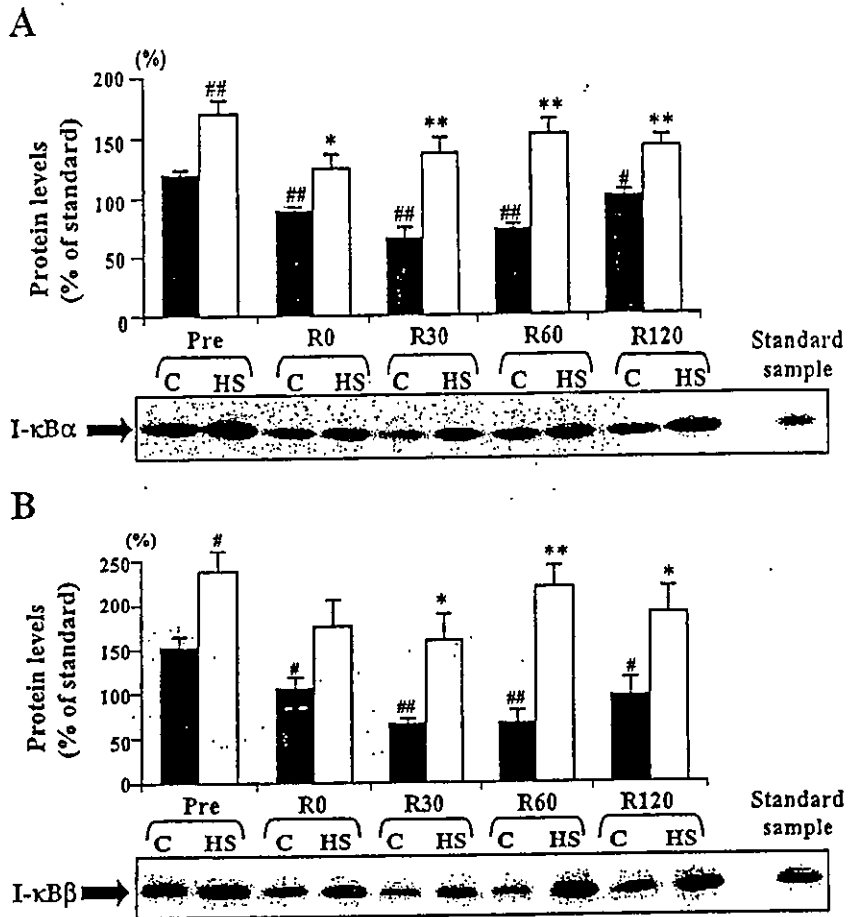 A
(%)
200
150
100
50
0
Protein levels
(% of standard)
##
*
##
**
##
**
##
**
#
Pre R0 R30 R60 R120
Standard
sample
C HS C HS C HS C HS C HS
I-κBα
B
(%)
250
200
150
100
50
0
Protein levels
(% of standard)
#
#
*
##
**
##
*
#
Pre R0 R30 R60 R120
Standard
sample
C HS C HS C HS C HS C HS
I-κBβ